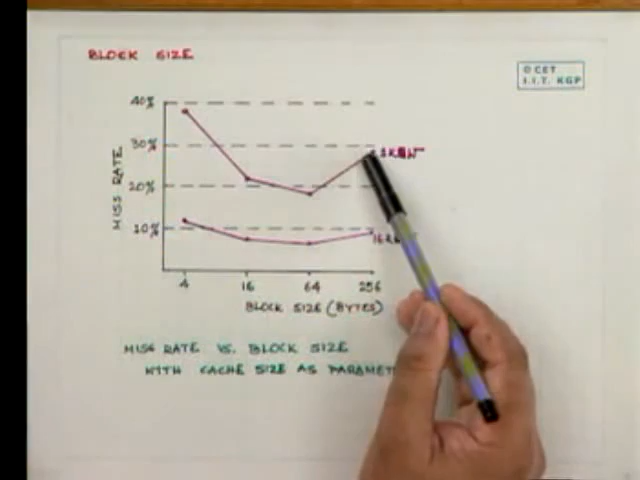 BLOCK SIZE
© CET
I.I.T. KGP
40%
30%
20%
10%
MISS RATE
4 16 64 256
BLOCK SIZE (BYTES)
MISS RATE VS. BLOCK SIZE
WITH CACHE SIZE AS